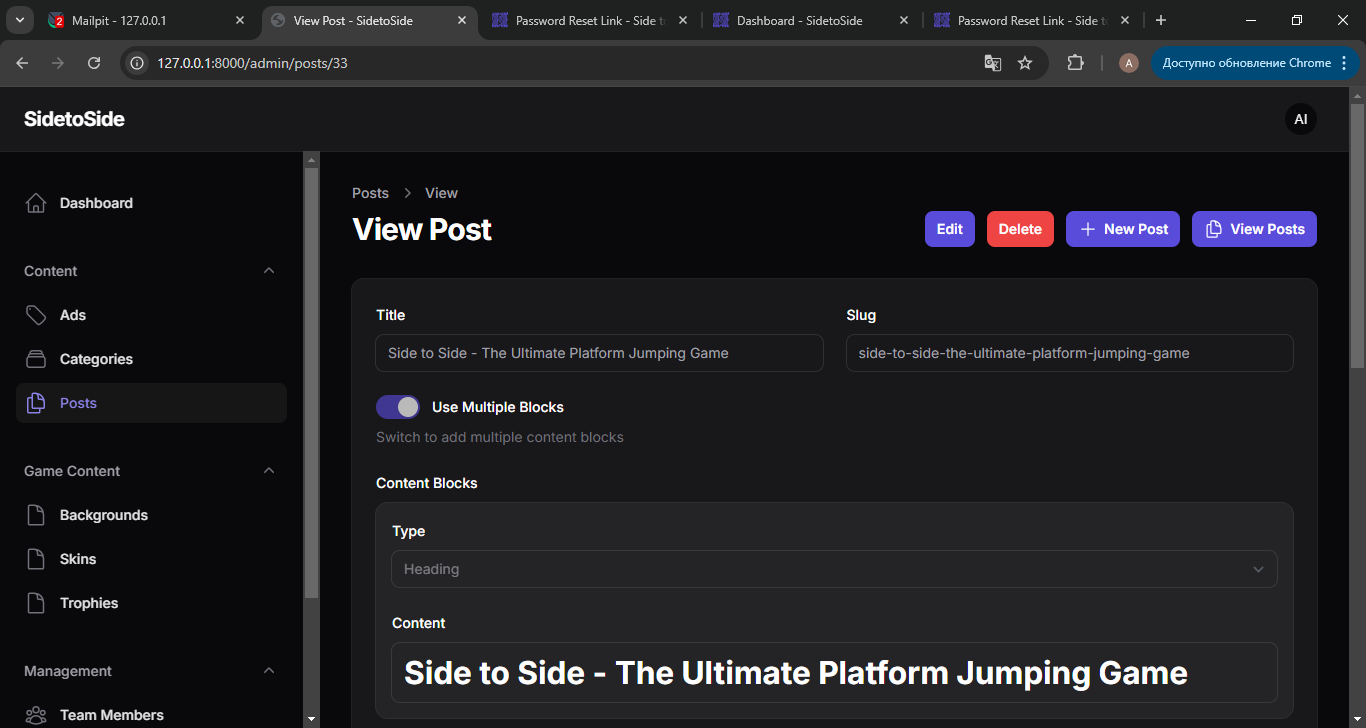 Mailpit - 127.0.0.1
View Post - SidetoSide
Password Reset Link - Side to
Dashboard - SidetoSide
Password Reset Link - Side to
127.0.0.1:8000/admin/posts/33
A
Доступно обновление Chrome
SidetoSide
AI
Dashboard
Content
Ads
Categories
Posts
Game Content
Backgrounds
Skins
Trophies
Management
Team Members
Posts > View
View Post
Edit
Delete
New Post
View Posts
Title
Side to Side - The Ultimate Platform Jumping Game
Slug
side-to-side-the-ultimate-platform-jumping-game
Use Multiple Blocks
Switch to add multiple content blocks
Content Blocks
Type
Heading
Content
Side to Side - The Ultimate Platform Jumping Game